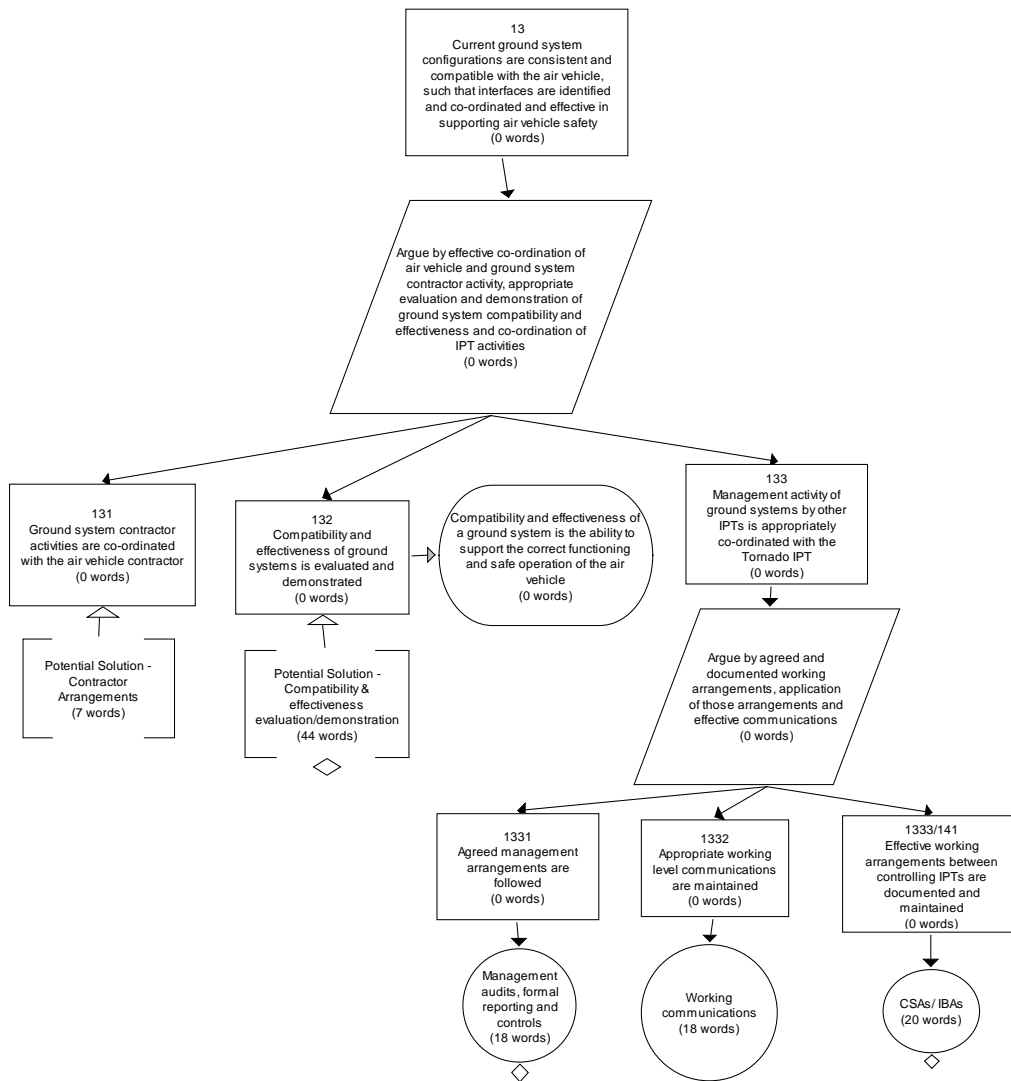 13
Current ground system
configurations are consistent and
compatible with the air vehicle,
such that interfaces are identified
and co-ordinated and effective in
supporting air vehicle safety
(0 words)
Argue by effective co-ordination of
air vehicle and ground system
contractor activity, appropriate
evaluation and demonstration of
ground system compatibility and
effectiveness and co-ordination of
IPT activities
(0 words)
131
Ground system contractor
activities are co-ordinated
with the air vehicle contractor
(0 words)
132
Compatibility and
effectiveness of ground
systems is evaluated and
demonstrated
(0 words)
Compatibility and effectiveness of
a ground system is the ability to
support the correct functioning
and safe operation of the air
vehicle
(0 words)
133
Management activity of
ground systems by other
IPTs is appropriately
co-ordinated with the
Tornado IPT
(0 words)
Potential Solution -
Contractor
Arrangements
(7 words)
Potential Solution -
Compatibility &
effectiveness
evaluation/demonstration
(44 words)
Argue by agreed and
documented working
arrangements, application
of those arrangements and
effective communications
(0 words)
1331
Agreed management
arrangements are
followed
(0 words)
1332
Appropriate working
level communications
are maintained
(0 words)
1333/141
Effective working
arrangements between
controlling IPTs are
documented and
maintained
(0 words)
Management
audits, formal
reporting and
controls
(18 words)
Working
communications
(18 words)
CSAs/ IBAs
(20 words)